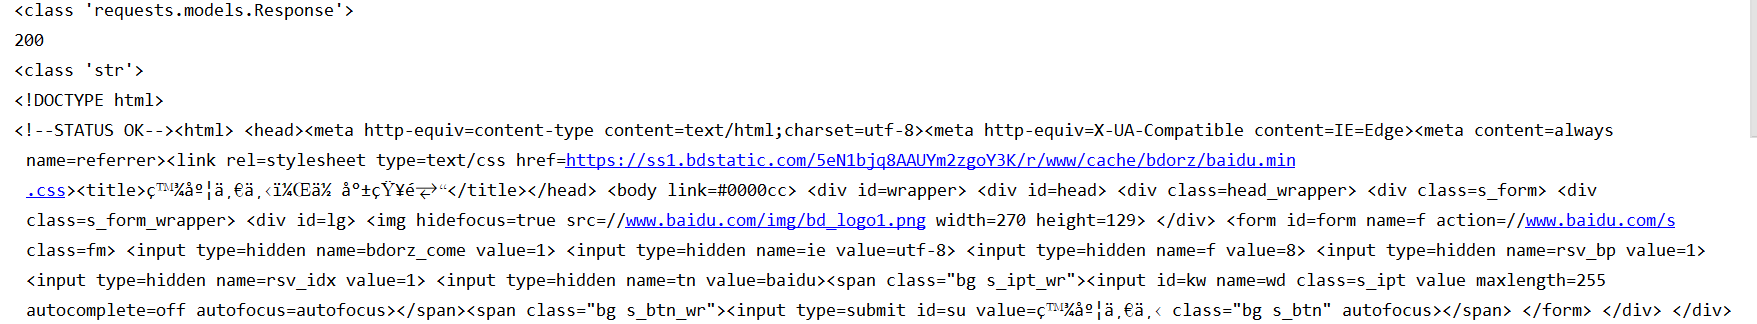 <class 'requests.models.Response'>
200
<class 'str'>
<!DOCTYPE html>
<!--STATUS OK--><html> <head><meta http-equiv=content-type content=text/html;charset=utf-8><meta http-equiv=X-UA-Compatible content=IE=Edge><meta content=always
name=referrer><link rel=stylesheet type=text/css href=https://ss1.bdstatic.com/5eN1bjq8AAUYm2zgoY3K/r/www/cache/bdorz/baidu.min
.css><title>ç™¾åº¦ä¸€ä¸‹ï¼Œä½ å°±çŸ¥é</title></head> <body link=#0000cc> <div id=wrapper> <div id=head> <div class=head_wrapper> <div class=s_form> <div
class=s_form_wrapper> <div id=lg> <img hidefocus=true src=//www.baidu.com/img/bd_logo1.png width=270 height=129> </div> <form id=form name=f action=//www.baidu.com/s
class=fm> <input type=hidden name=bdorz_come value=1> <input type=hidden name=ie value=utf-8> <input type=hidden name=f value=8> <input type=hidden name=rsv_bp value=1>
<input type=hidden name=rsv_idx value=1> <input type=hidden name=tn value=baidu><span class="bg s_ipt_wr"><input id=kw name=wd class=s_ipt value maxlength=255
autocomplete=off autofocus=autofocus></span><span class="bg s_btn_wr"><input type=submit id=su value=ç™¾åº¦ä¸€ä¸‹ class="bg s_btn" autofocus></span> </form> </div> </div>